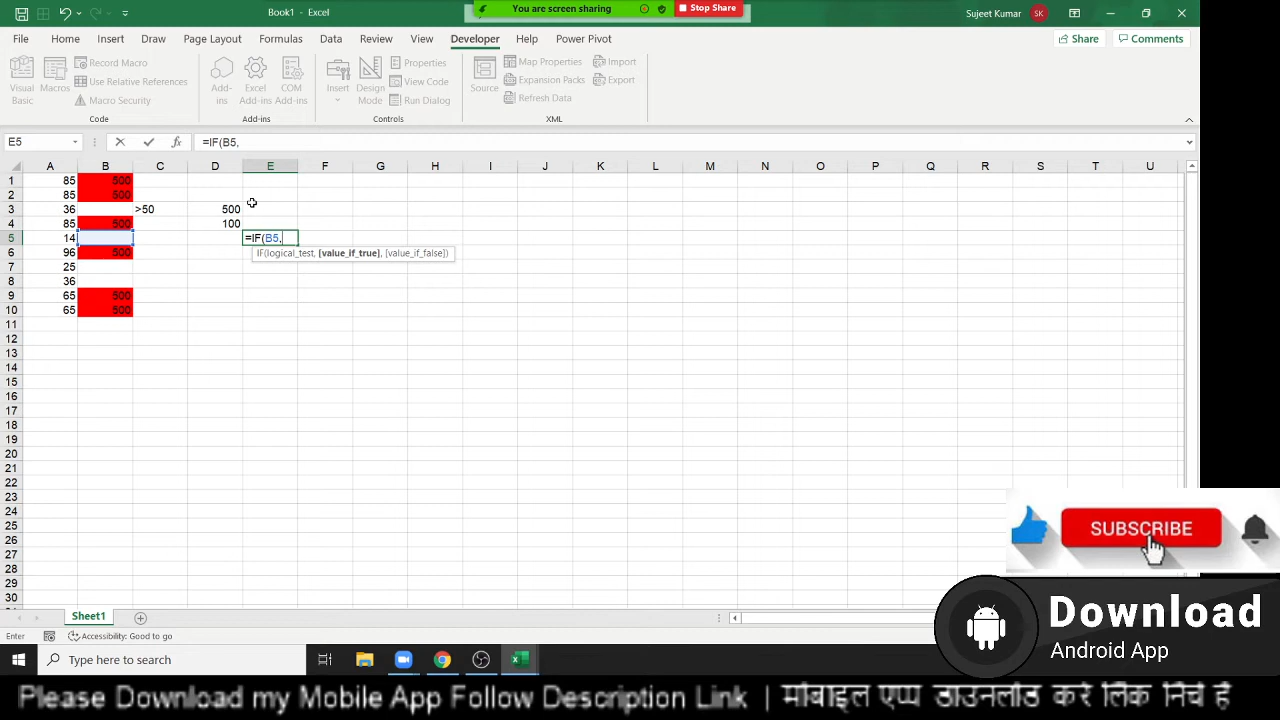 Book1 - Excel
You are screen sharing
Stop Share
Sujeet Kumar
SK
File
Home
Insert
Draw
Page Layout
Formulas
Data
Review
View
Developer
Help
Power Pivot
Share
Comments
Visual Basic
Macros
Record Macro
Use Relative References
Macro Security
Code
Add-ins
Excel Add-ins
COM Add-ins
Add-ins
Insert
Design Mode
Properties
View Code
Run Dialog
Controls
Source
Map Properties
Expansion Packs
Refresh Data
Import
Export
XML
E5
fx
=IF(B5,
A B C D E F G H I J K L M N O P Q R S T U
1 85 500
2 85 500
3 36 >50 500
4 85 500 100
5 14 =IF(B5,
IF(logical_test, [value_if_true], [value_if_false])
6 96 500
7 25
8 36
9 65 500
10 65 500
11
12
13
14
15
16
17
18
19
20
21
22
23
24
25
26
27
28
29
30
SUBSCRIBE
Download
Android App
Sheet1
Enter
Accessibility: Good to go
Type here to search
Please Download my Mobile App Follow Description Link | मोबाइल एप्प डाउनलोड करे लिंक निचे है